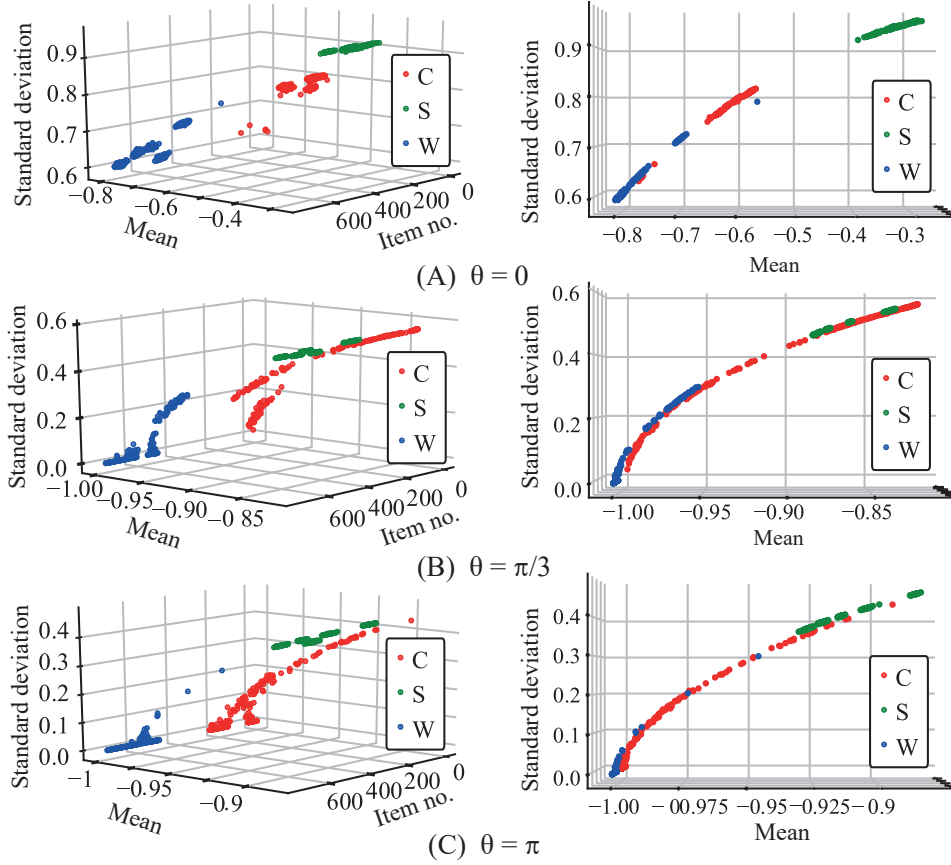 Standard deviation
0.9
0.8
0.7
0.6
−0.8
−0.6
−0.4
Mean
600
400
200
0
Item no.
C
S
W
Standard deviation
0.9
0.8
0.7
0.6
−0.8
−0.7
−0.6
−0.5
−0.4
−0.3
Mean
C
S
W
(A) θ = 0
Standard deviation
0.6
0.4
0.2
0.0
−1.00
−0.95
−0.90
−0 85
Mean
600
400
200
0
Item no.
C
S
W
Standard deviation
0.6
0.4
0.2
0.0
−1.00
−0.95
−0.90
−0.85
Mean
C
S
W
(B) θ = π/3
Standard deviation
0.4
0.3
0.2
0.1
0.0
−1
−0.95
−0.9
Mean
600
400
200
0
Item no.
C
S
W
Standard deviation
0.4
0.3
0.2
0.1
0.0
−1.00
−00.975
−0.95
−0.925
−0.9
Mean
C
S
W
(C) θ = π